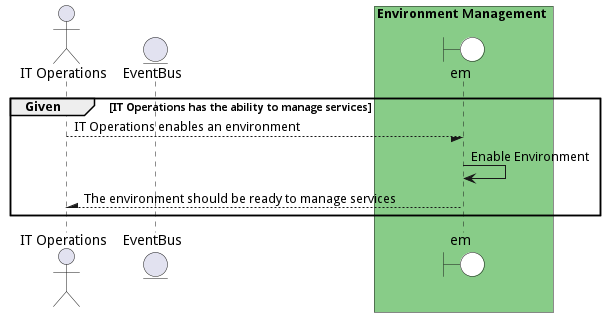 Environment Management
IT Operations
EventBus
em
Given
[IT Operations has the ability to manage services]
IT Operations enables an environment
Enable Environment
The environment should be ready to manage services
IT Operations
EventBus
em